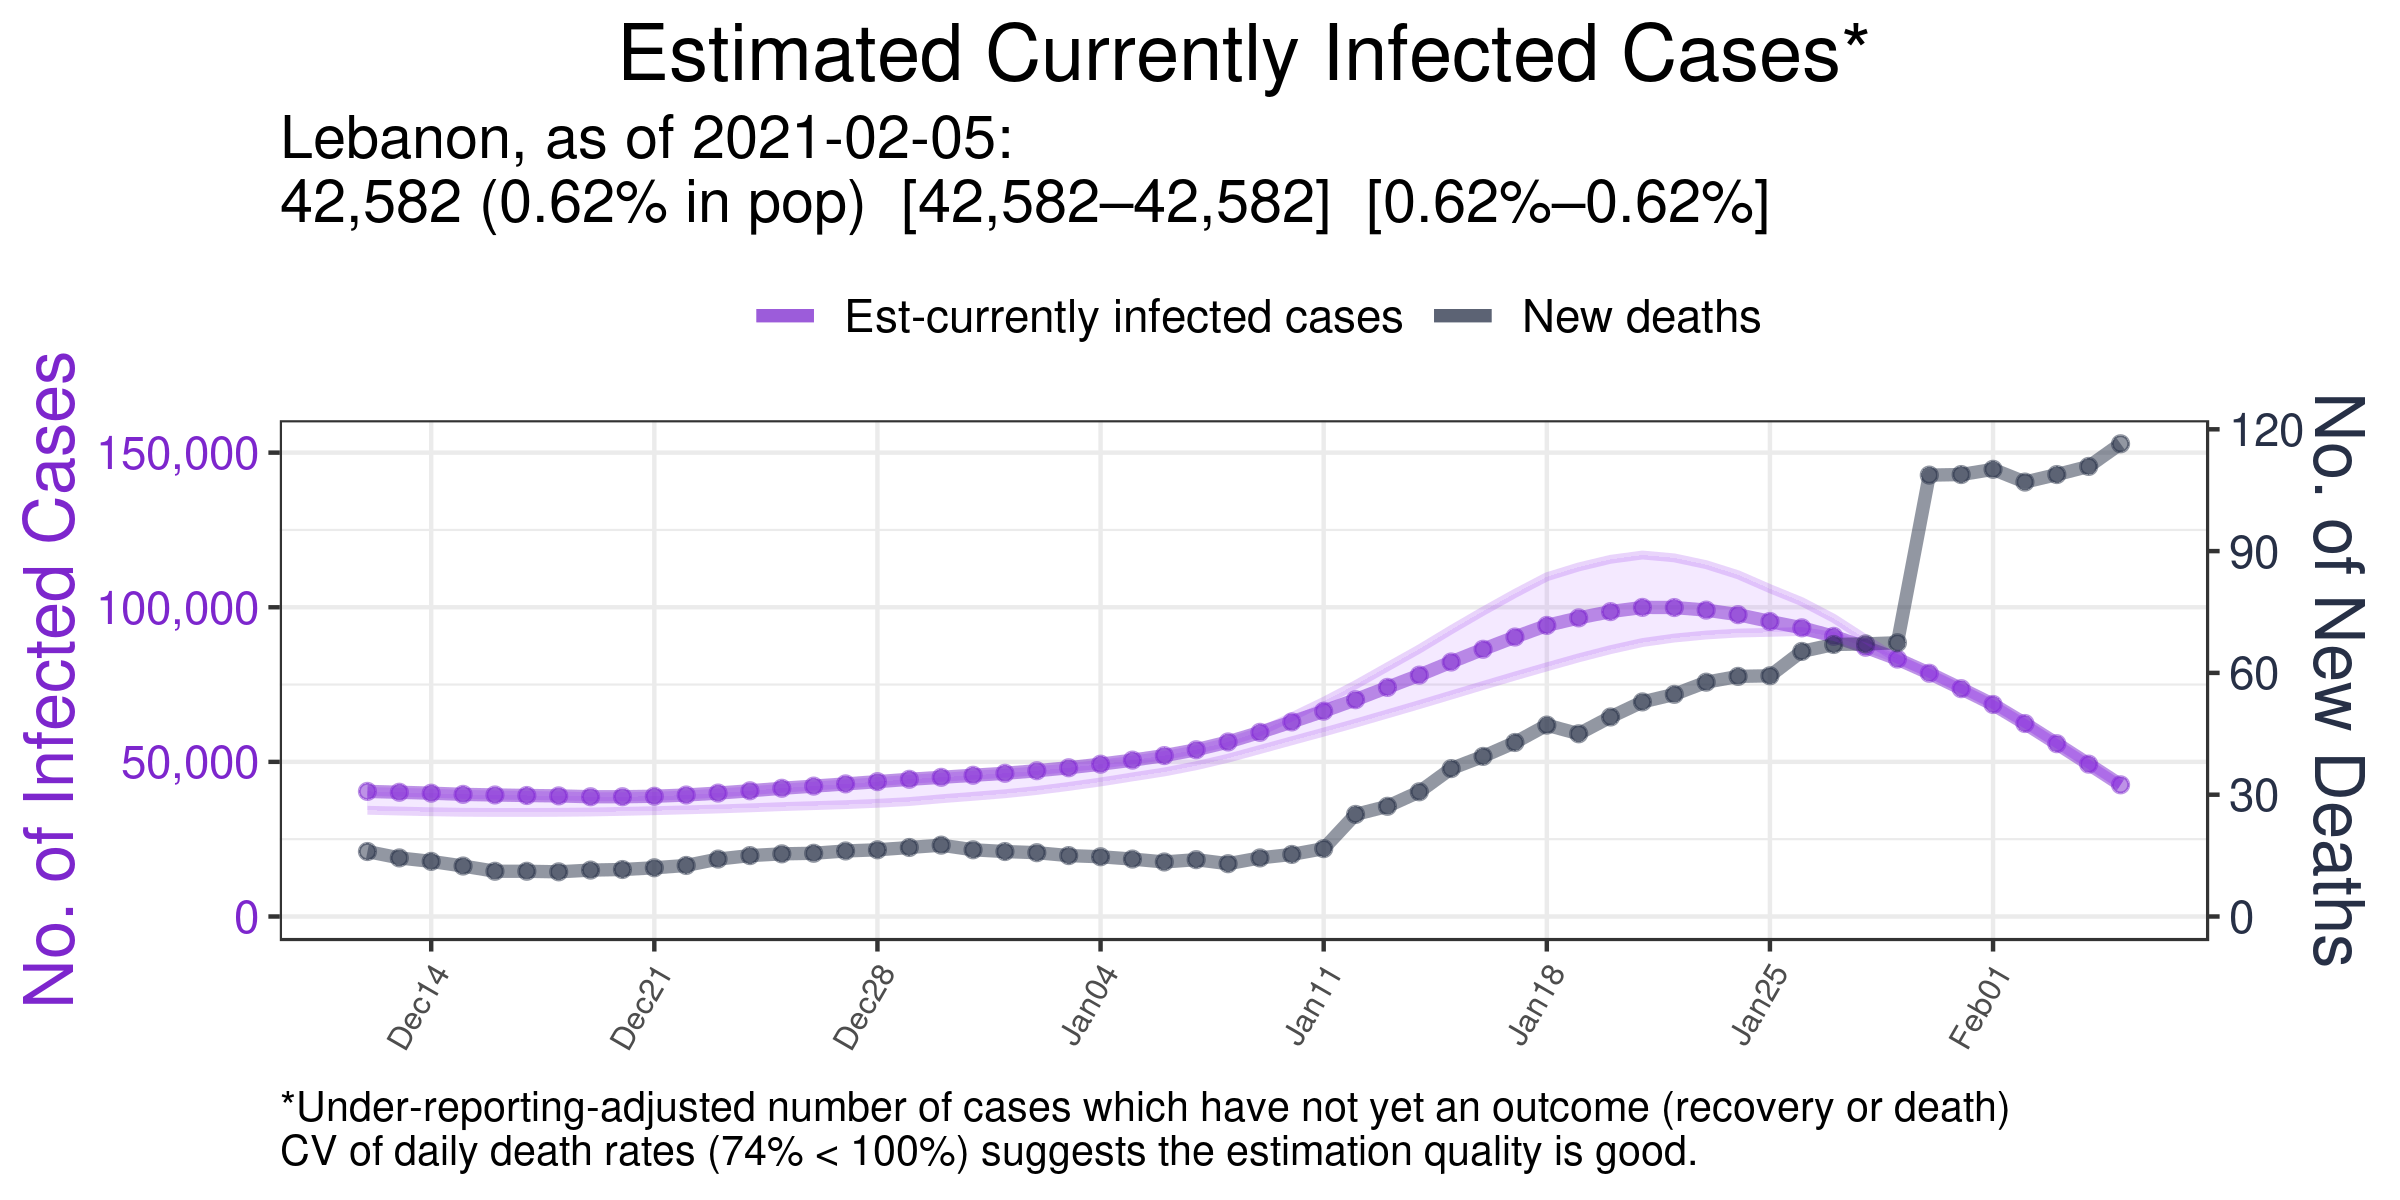 Estimated Currently Infected Cases*
Lebanon, as of 2021-02-05:
42,582 (0.62% in pop)  [42,582–42,582]  [0.62%–0.62%]
Est-currently infected cases
New deaths
No. of Infected Cases
150,000
100,000
50,000
0
120
90
60
30
0
No. of New Deaths
Dec14
Dec21
Dec28
Jan04
Jan11
Jan18
Jan25
Feb01
*Under-reporting-adjusted number of cases which have not yet an outcome (recovery or death)
CV of daily death rates (74% < 100%) suggests the estimation quality is good.